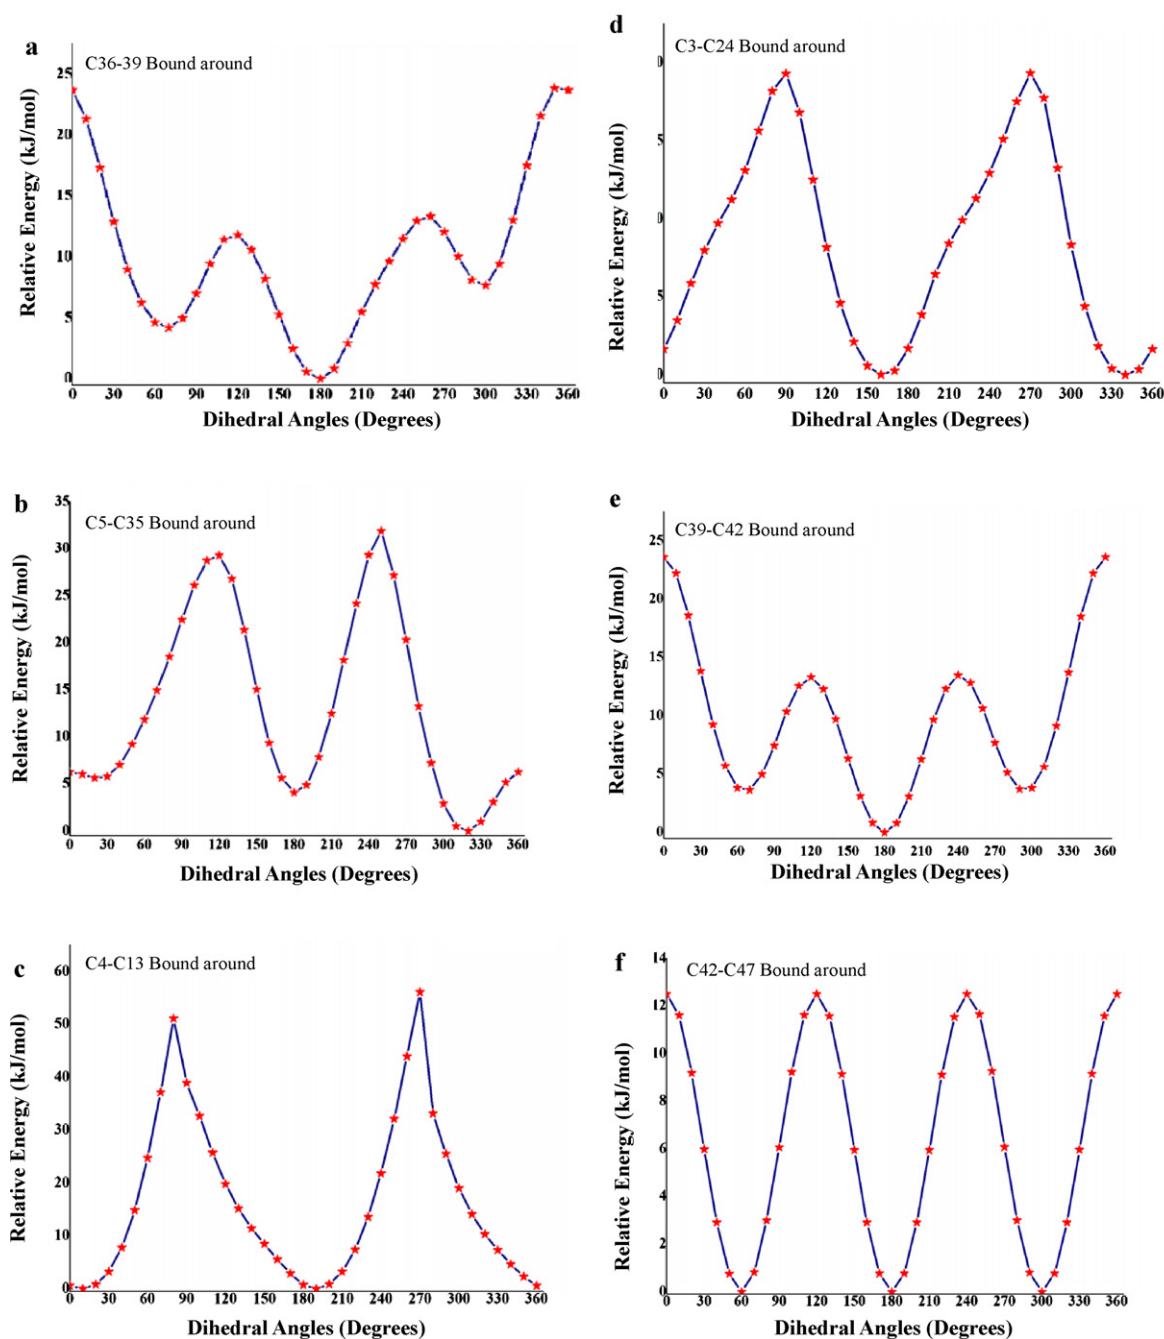 a
C36-39 Bound around
Relative Energy (kJ/mol)
25
20
15
10
5
0
0 30 60 90 120 150 180 210 240 270 300 330 360
Dihedral Angles (Degrees)
d
C3-C24 Bound around
Relative Energy (kJ/mol)
0
5
0
5
0
0 30 60 90 120 150 180 210 240 270 300 330 360
Dihedral Angles (Degrees)
b
C5-C35 Bound around
Relative Energy (kJ/mol)
35
30
25
20
15
10
5
0
0 30 60 90 120 150 180 210 240 270 300 330 360
Dihedral Angles (Degrees)
e
C39-C42 Bound around
Relative Energy (kJ/mol)
25
20
15
10
5
0
0 30 60 90 120 150 180 210 240 270 300 330 360
Dihedral Angles (Degrees)
c
C4-C13 Bound around
Relative Energy (kJ/mol)
60
50
40
30
20
10
0
0 30 60 90 120 150 180 210 240 270 300 330 360
Dihedral Angles (Degrees)
f
C42-C47 Bound around
Relative Energy (kJ/mol)
14
12
10
8
6
4
2
0
0 30 60 90 120 150 180 210 240 270 300 330 360
Dihedral Angles (Degrees)